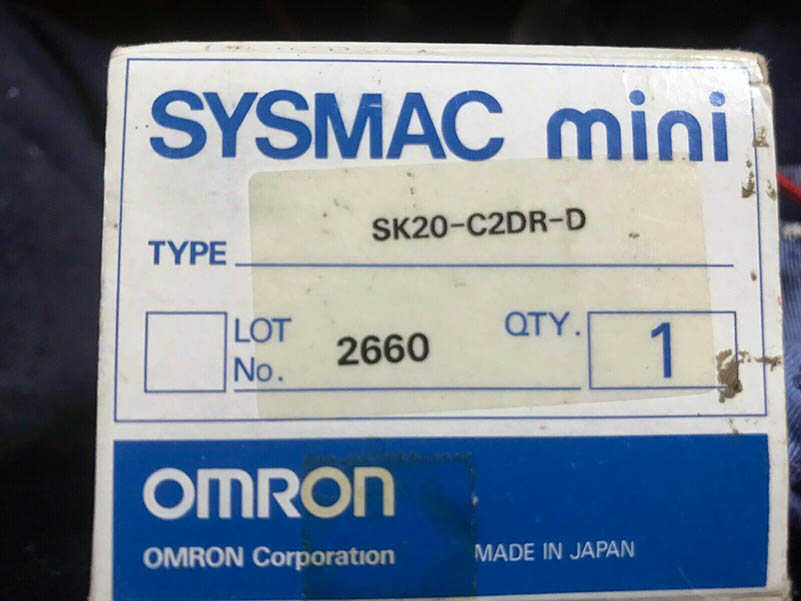 SYSMAC mini
TYPE SK20-C2DR-D
LOT No. 2660 QTY. 1
OMRON
OMRON Corporation MADE IN JAPAN